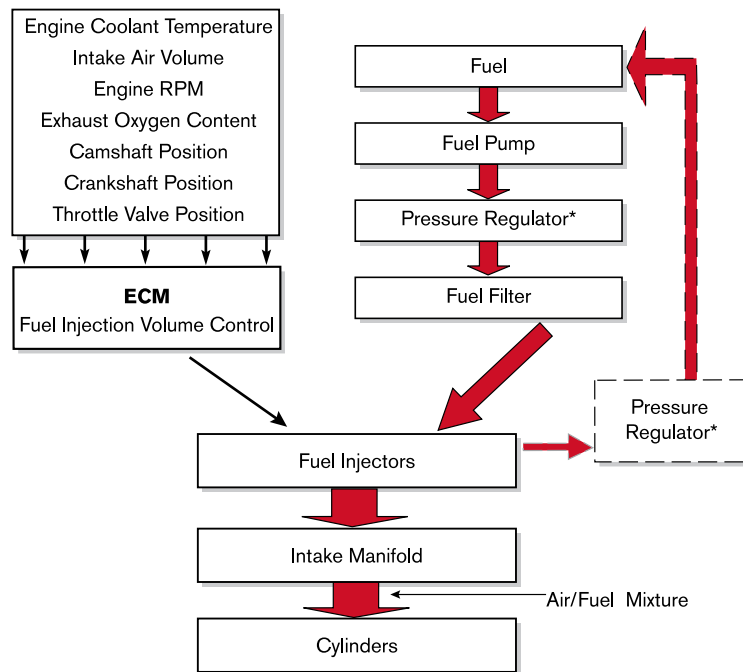 Engine Coolant Temperature
Intake Air Volume
Engine RPM
Exhaust Oxygen Content
Camshaft Position
Crankshaft Position
Throttle Valve Position
ECM
Fuel Injection Volume Control
Fuel
Fuel Pump
Pressure Regulator*
Fuel Filter
Pressure
Regulator*
Fuel Injectors
Intake Manifold
Air/Fuel Mixture
Cylinders